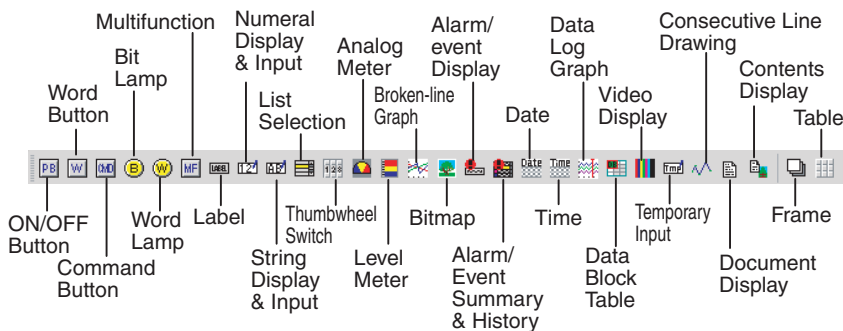 Multifunction
Bit
Lamp
Word
Button
Numeral
Display
& Input
List
Selection
Analog
Meter
Broken-line
Graph
Alarm/
event
Display
Date
Data
Log
Graph
Video
Display
Consecutive Line
Drawing
Contents
Display
Table
PB
W
CMD
B
W
MF
LABEL
Date
Time
Tmp
ON/OFF
Button
Command
Button
Word
Lamp
Label
String
Display
& Input
Thumbwheel
Switch
Level
Meter
Bitmap
Alarm/
Event
Summary
& History
Time
Data
Block
Table
Temporary
Input
Document
Display
Frame